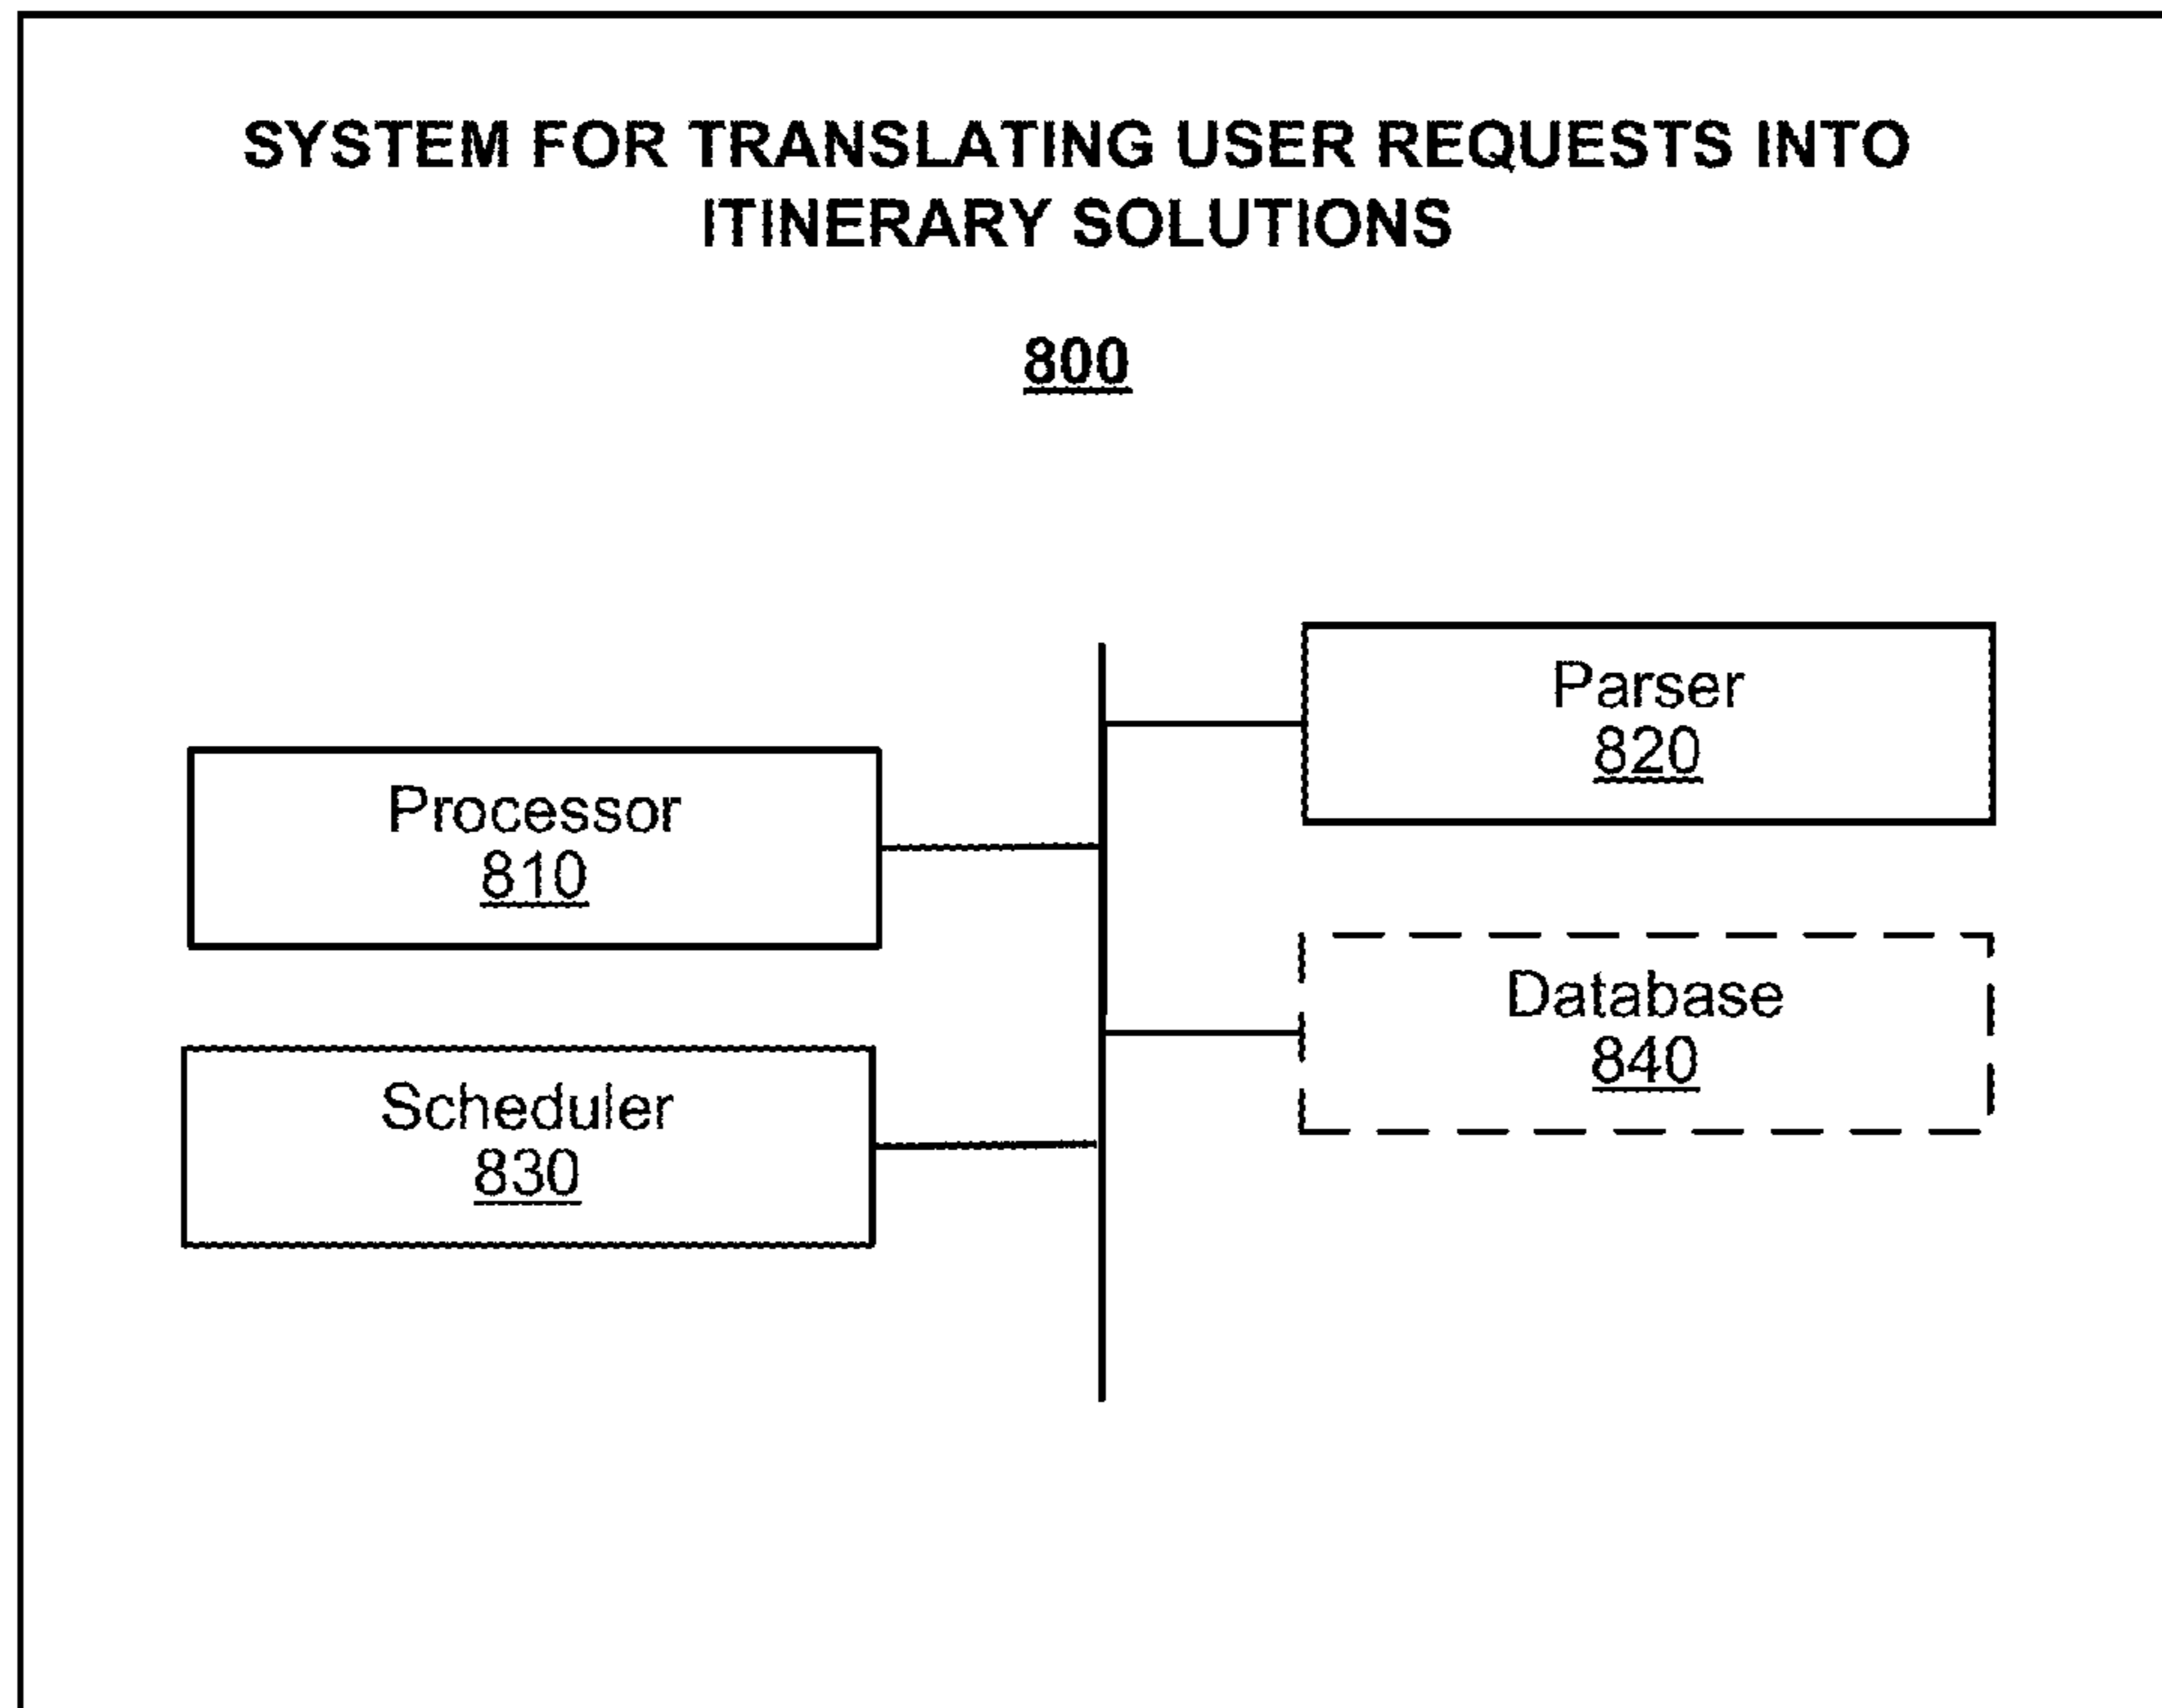 SYSTEM FOR TRANSLATING USER REQUESTS INTO
ITINERARY SOLUTIONS
800
Parser
820
Processor
810
Database
840
Scheduler
830